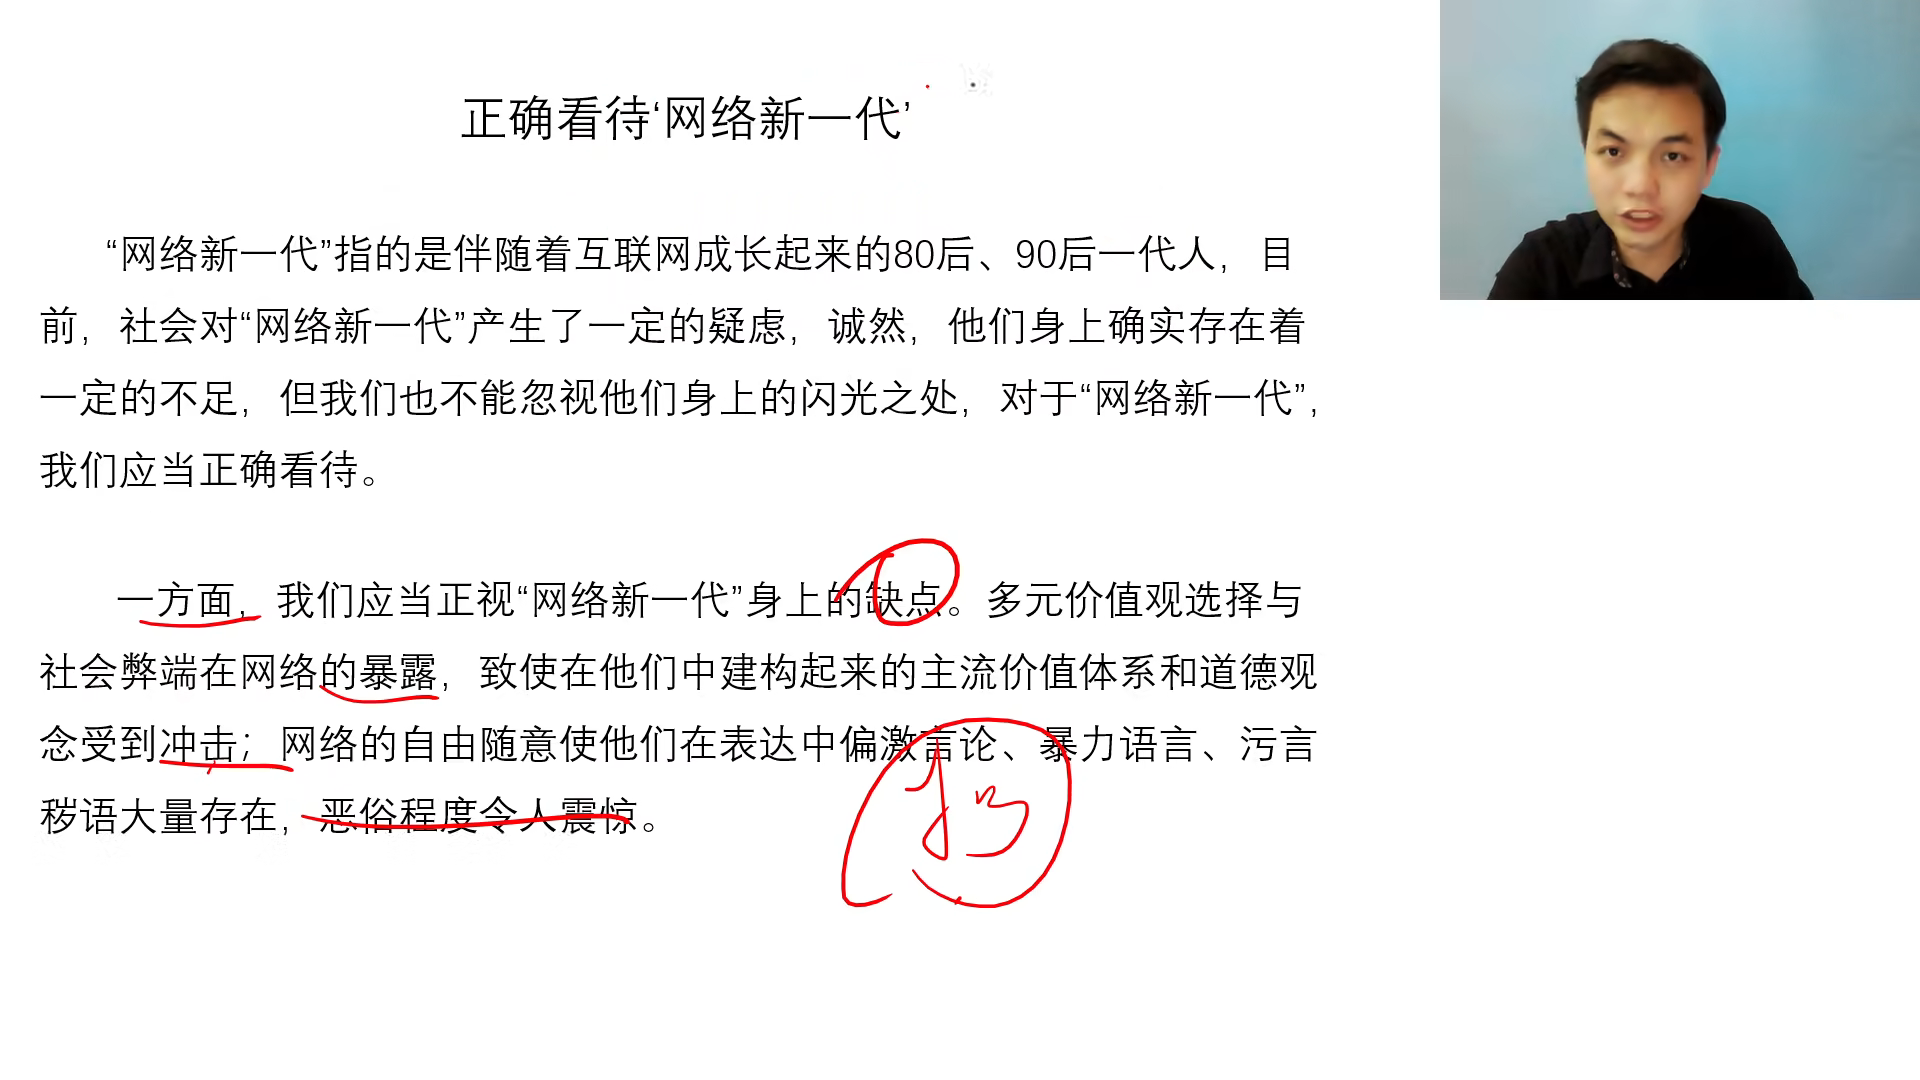 正确看待‘网络新一代’
“网络新一代”指的是伴随着互联网成长起来的80后、90后一代人，目
前，社会对“网络新一代”产生了一定的疑虑，诚然，他们身上确实存在着
一定的不足，但我们也不能忽视他们身上的闪光之处，对于“网络新一代”，
我们应当正确看待。
一方面，我们应当正视“网络新一代”身上的缺点。多元价值观选择与
社会弊端在网络的暴露，致使在他们中建构起来的主流价值体系和道德观
念受到冲击；网络的自由随意使他们在表达中偏激言论、暴力语言、污言
秽语大量存在，恶俗程度令人震惊。